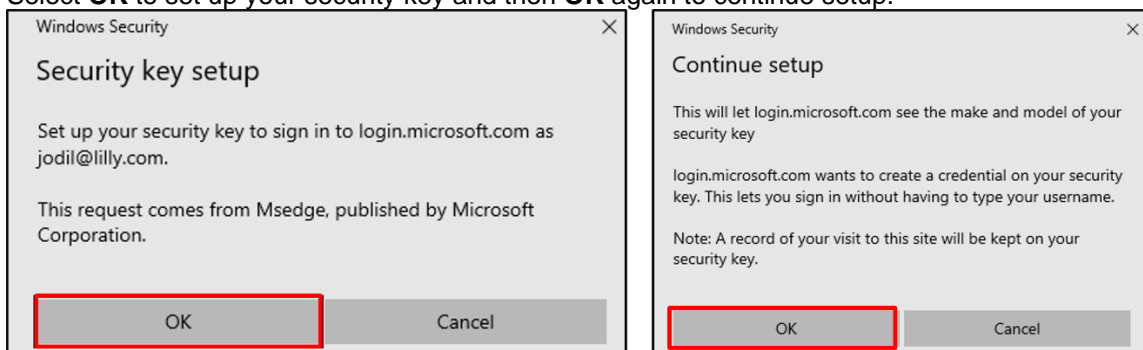 Select OK to set up your security key and then OK again to continue setup.
Windows Security
Security key setup
Set up your security key to sign in to login.microsoft.com as
jodil@lilly.com.
This request comes from Msedge, published by Microsoft
Corporation.
OK
Cancel
Windows Security
Continue setup
This will let login.microsoft.com see the make and model of your
security key
login.microsoft.com wants to create a credential on your security
key. This lets you sign in without having to type your username.
Note: A record of your visit to this site will be kept on your
security key.
OK
Cancel